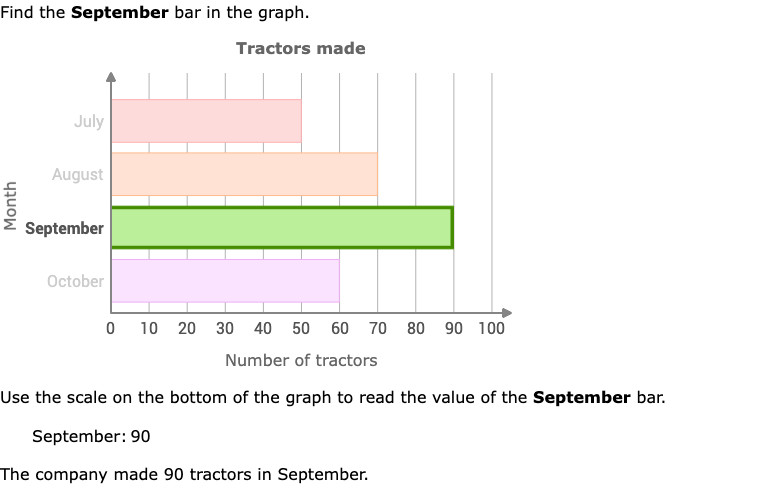 Find the September bar in the graph.
Tractors made
Month
July
August
September
October
0 10 20 30 40 50 60 70 80 90 100
Number of tractors
Use the scale on the bottom of the graph to read the value of the September bar.
September: 90
The company made 90 tractors in September.